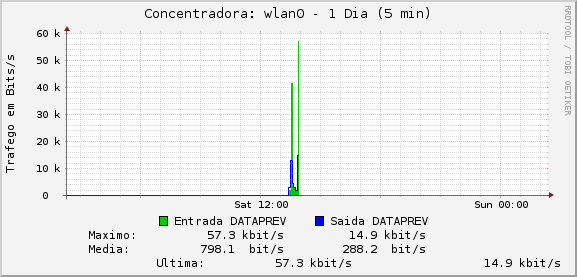 Concentradora: wlan0 - 1 Dia (5 min)
RRDTOOL / TOBI OETIKER
Trafego em Bits/s
60 k
50 k
40 k
30 k
20 k
10 k
0
Sat 12:00 Sun 00:00
Entrada DATAPREV Saida DATAPREV
Maximo: 57.3 kbit/s 14.9 kbit/s
Media: 798.1 bit/s 288.2 bit/s
Ultima: 57.3 kbit/s 14.9 kbit/s